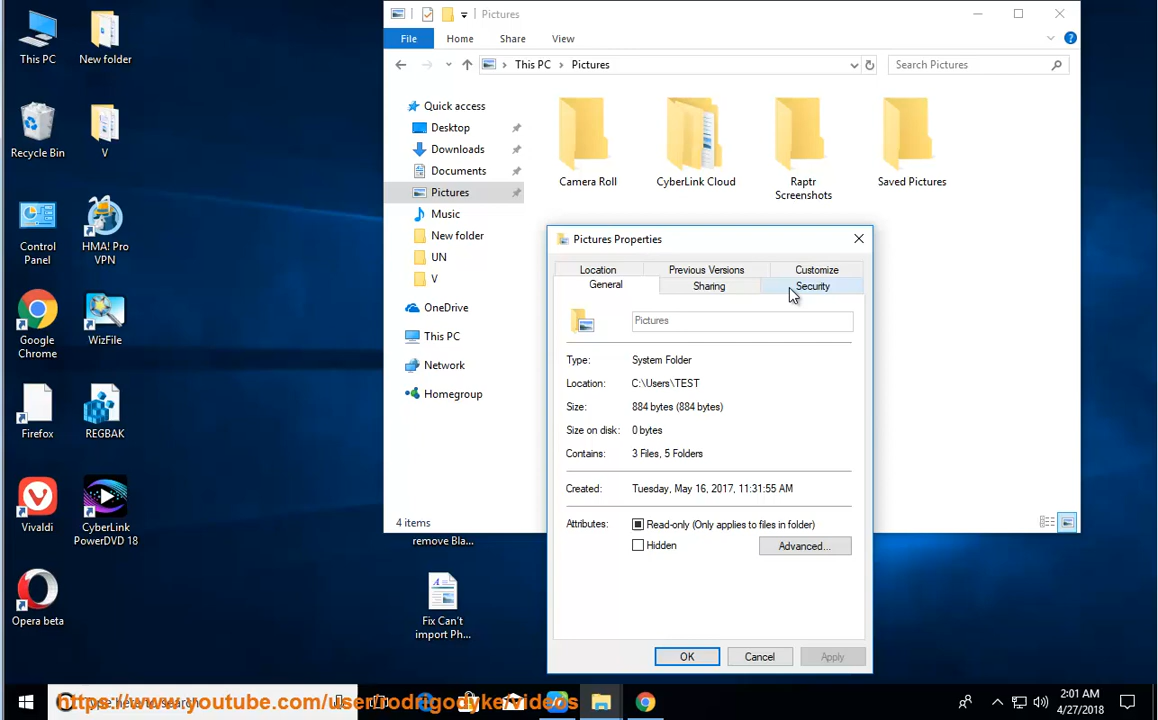 This PC
New folder
Recycle Bin
V
Control
Panel
HMA! Pro
VPN
Google
Chrome
WizFile
Firefox
REGBAK
Vivaldi
CyberLink
PowerDVD 18
Opera beta
remove Bla...
Fix Can't
import Ph...
Pictures
File
Home
Share
View
This PC
Pictures
Search Pictures
Quick access
Desktop
Downloads
Documents
Pictures
Music
New folder
UN
V
OneDrive
This PC
Network
Homegroup
Camera Roll
CyberLink Cloud
Raptr
Screenshots
Saved Pictures
4 items
Pictures Properties
Location
Previous Versions
Customize
General
Sharing
Security
Pictures
Type: System Folder
Location: C:\Users\TEST
Size: 884 bytes (884 bytes)
Size on disk: 0 bytes
Contains: 3 Files, 5 Folders
Created: Tuesday, May 16, 2017, 11:31:55 AM
Attributes: Read-only (Only applies to files in folder)
Hidden
Advanced...
OK
Cancel
Apply
Type here to search
2:01 AM
4/27/2018